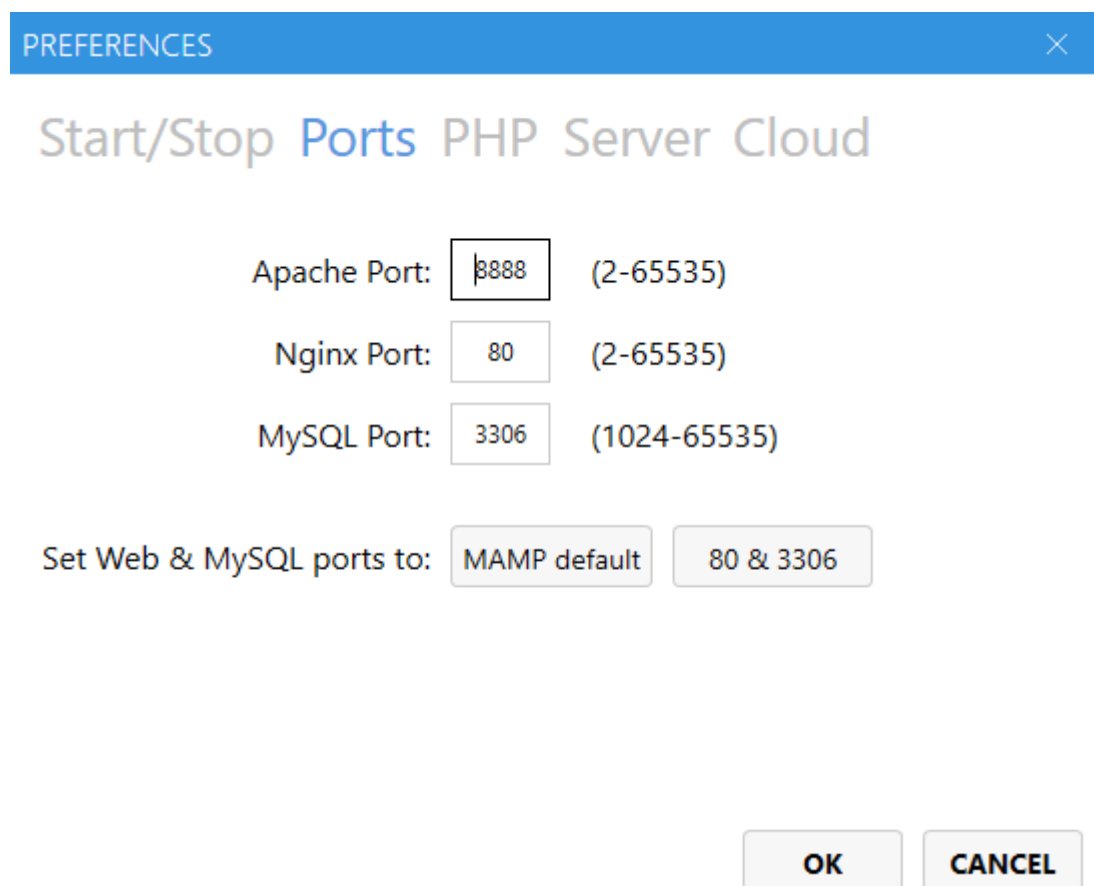 PREFERENCES
Start/Stop Ports PHP Server Cloud
Apache Port: 8888 (2-65535)
Nginx Port: 80 (2-65535)
MySQL Port: 3306 (1024-65535)
Set Web & MySQL ports to: MAMP default 80 & 3306
OK CANCEL